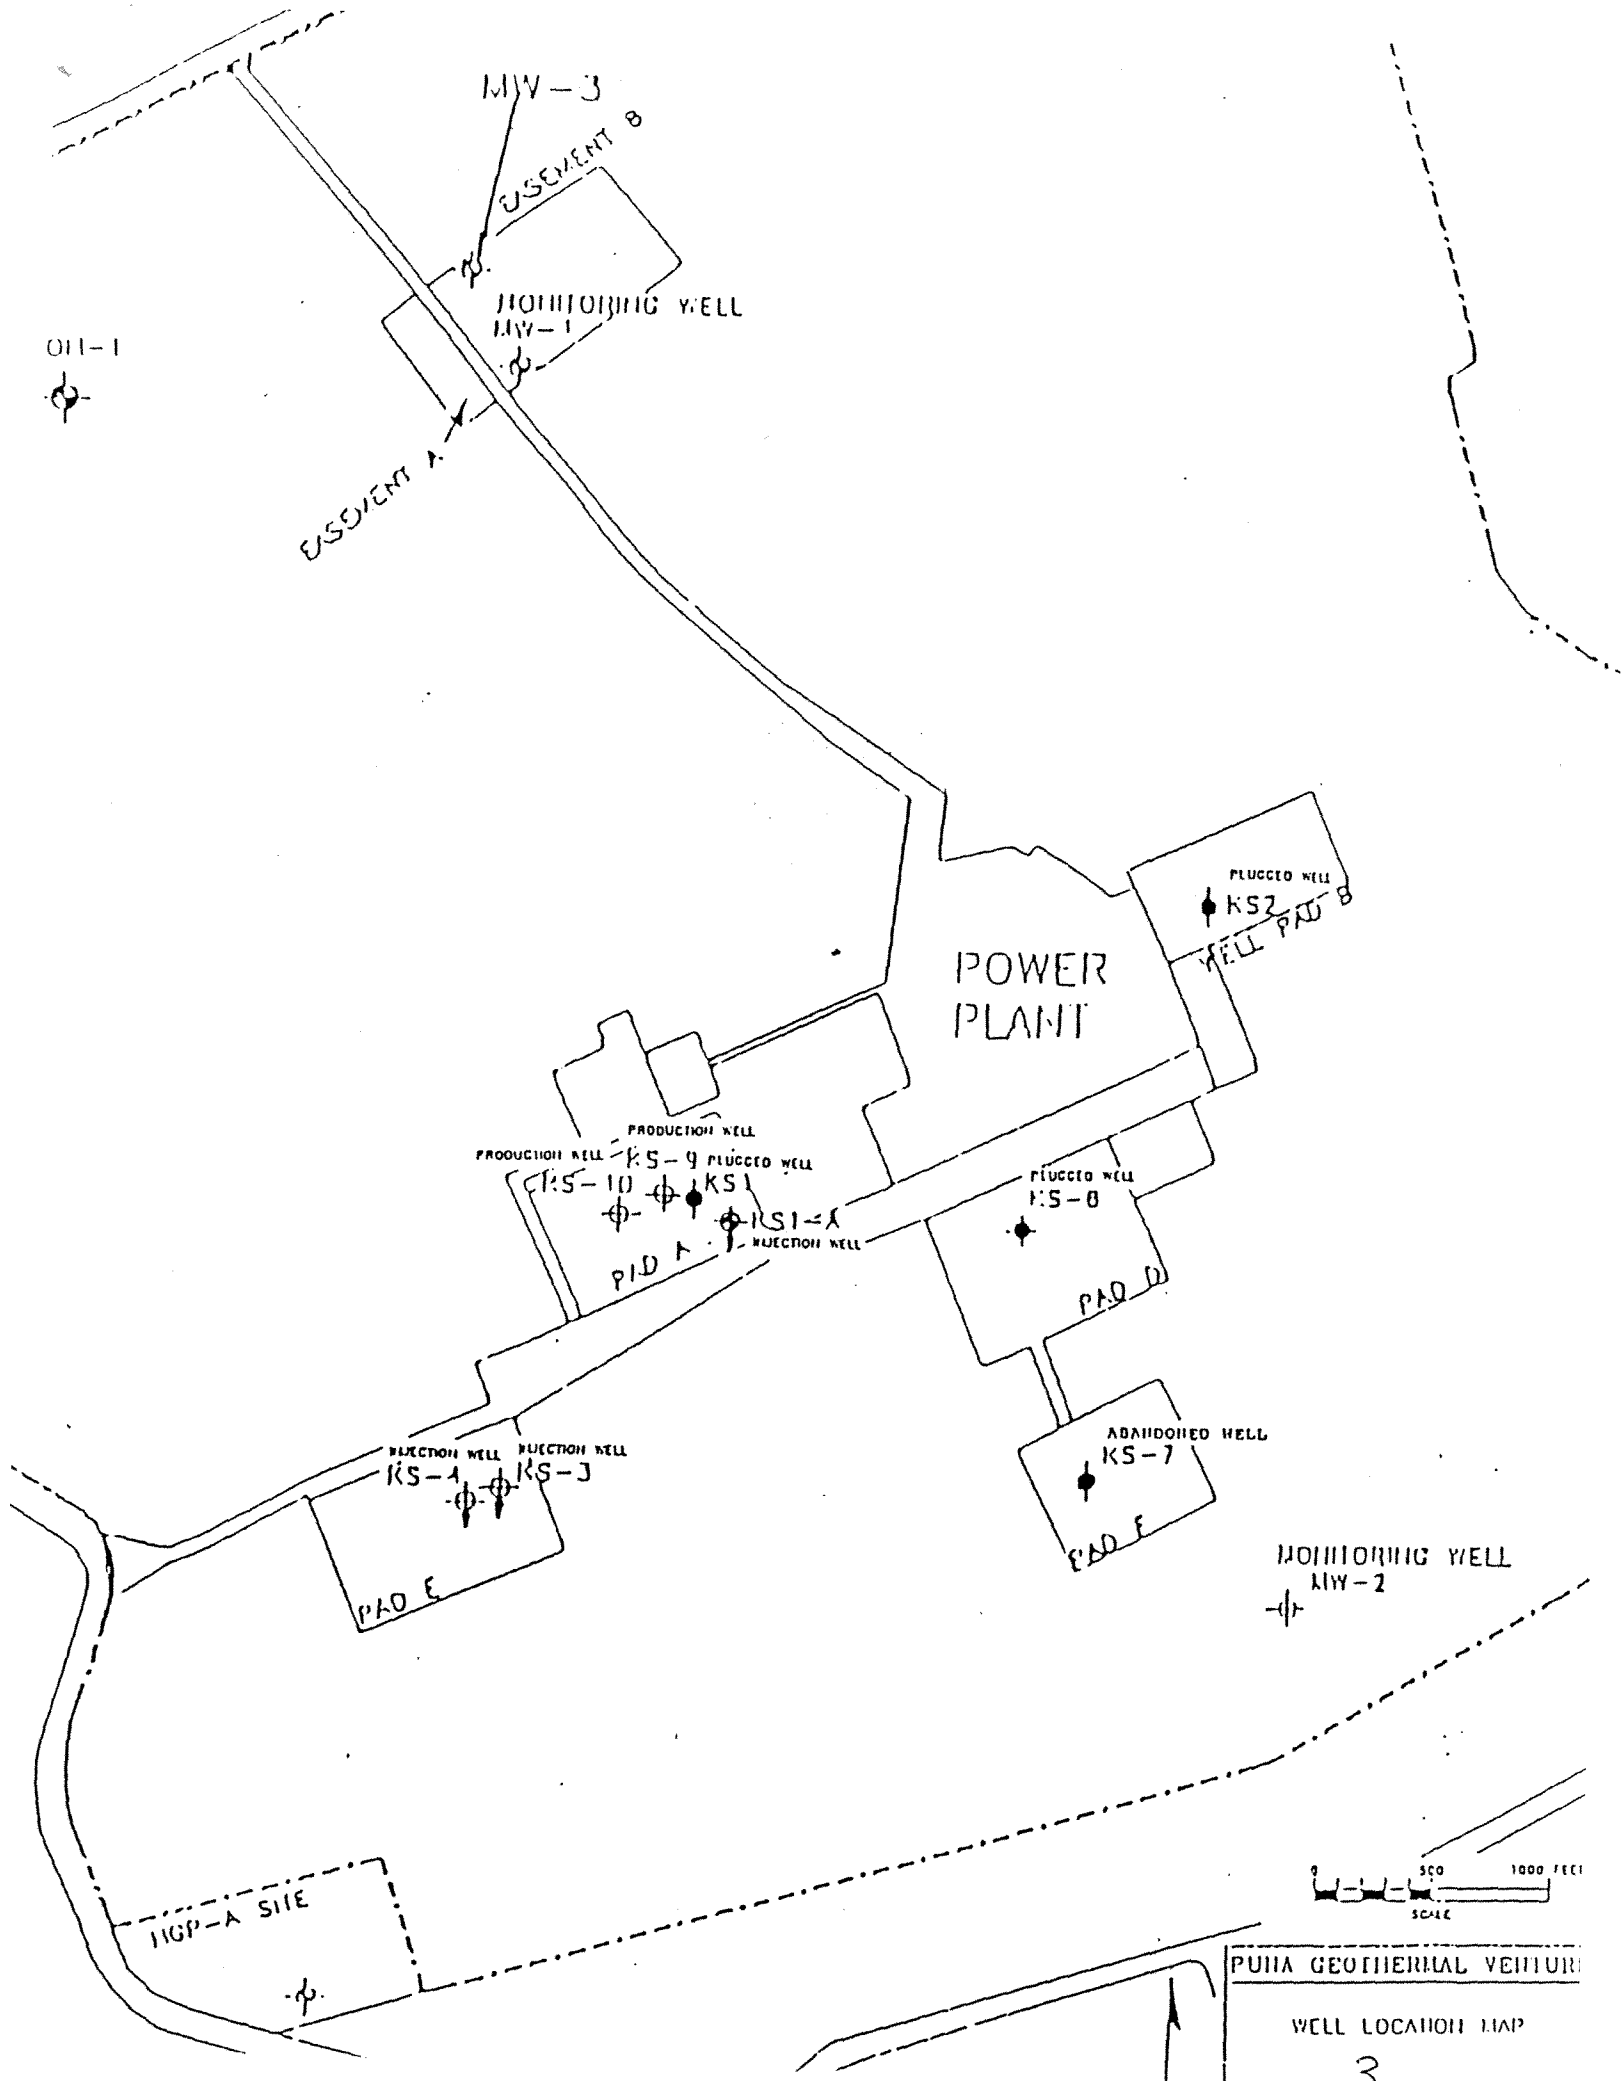 MW-3
EASEMENT B
MONITORING WELL
MW-1
OH-1
EASEMENT A
PLUGGED WELL
KS2
WELL PAD B
POWER
PLANT
PRODUCTION WELL
KS-9
PRODUCTION WELL
KS-10
PLUGGED WELL
KS1
KS1-A
INJECTION WELL
PAD A
PLUGGED WELL
KS-8
PAD D
INJECTION WELL
KS-4
INJECTION WELL
KS-3
PAD E
ABANDONED WELL
KS-7
PAD F
MONITORING WELL
MW-2
HGP-A SITE
0 500 1000 FEET
SCALE
PUNA GEOTHERMAL VENTURE
WELL LOCATION MAP
3